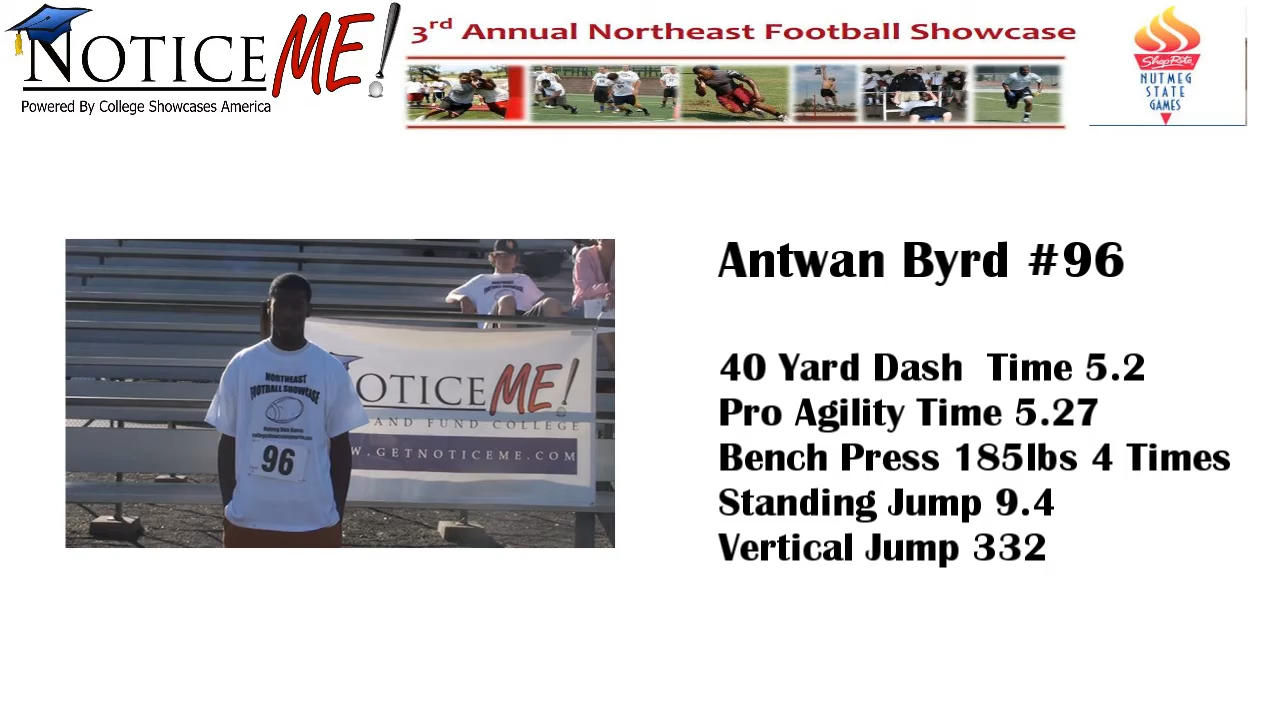 NOTICE ME!
Powered By College Showcases America
3rd Annual Northeast Football Showcase
ShopRite
NUTMEG
STATE
GAMES
Antwan Byrd #96
40 Yard Dash  Time 5.2
Pro Agility Time 5.27
Bench Press 185lbs 4 Times
Standing Jump 9.4
Vertical Jump 332
OTICE ME!
AND FUND COLLEGE
W.GETNOTICEME.COM
NORTHEAST
FOOTBALL SHOWCASE
96